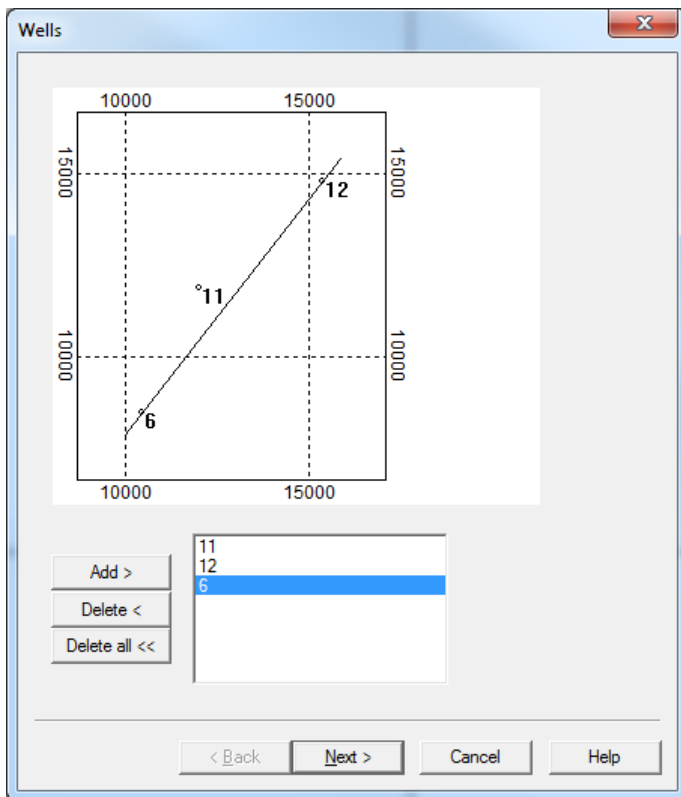 Wells
10000 15000
15000 15000
12
11
10000 10000
6
10000 15000
11
12
6
Add >
Delete <
Delete all <<
< Back Next > Cancel Help